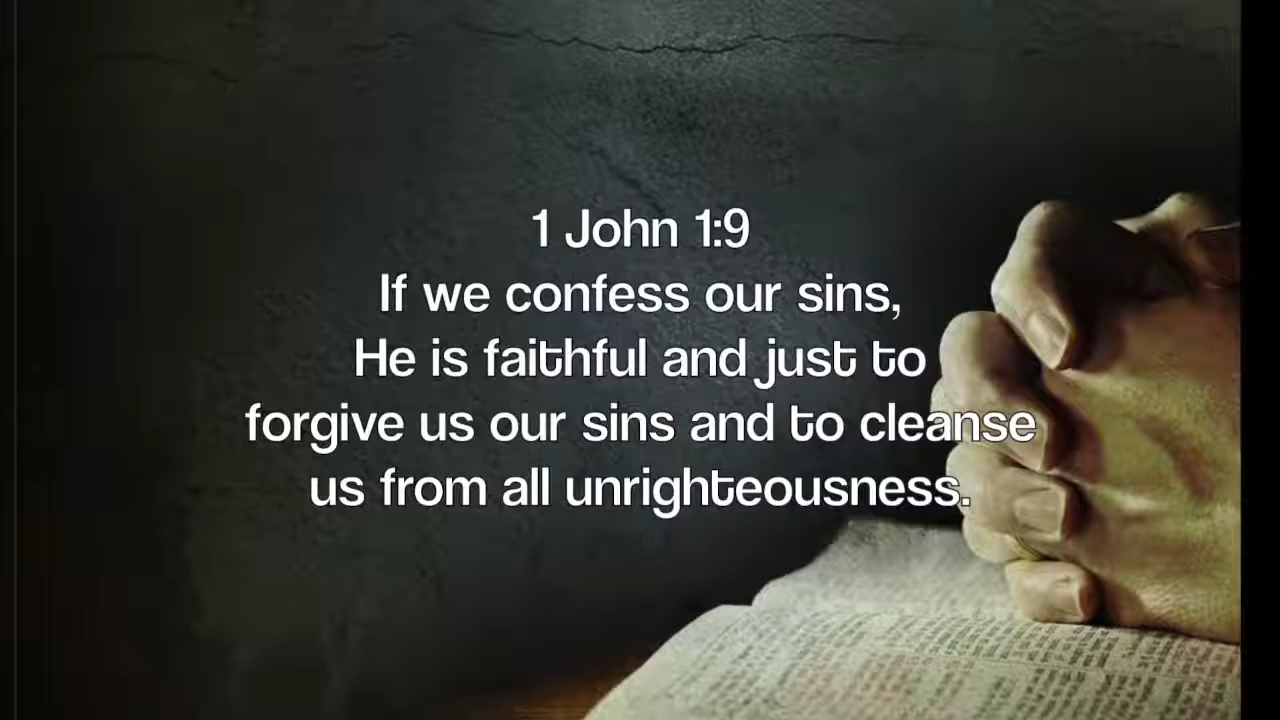 1 John 1:9
If we confess our sins,
He is faithful and just to
forgive us our sins and to cleanse
us from all unrighteousness.